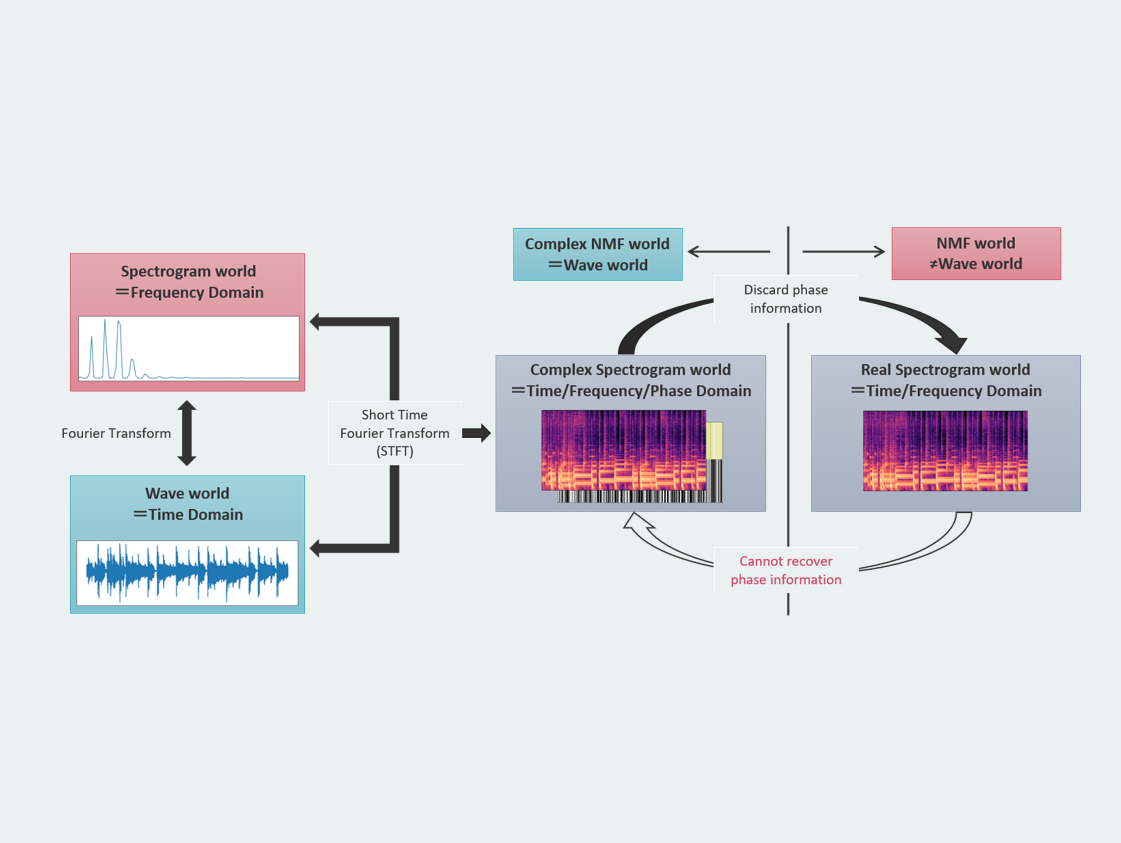 Spectrogram world
=Frequency Domain
Fourier Transform
Wave world
=Time Domain
Short Time
Fourier Transform
(STFT)
Complex NMF world
=Wave world
NMF world
≠Wave world
Discard phase
information
Complex Spectrogram world
=Time/Frequency/Phase Domain
Real Spectrogram world
=Time/Frequency Domain
Cannot recover
phase information